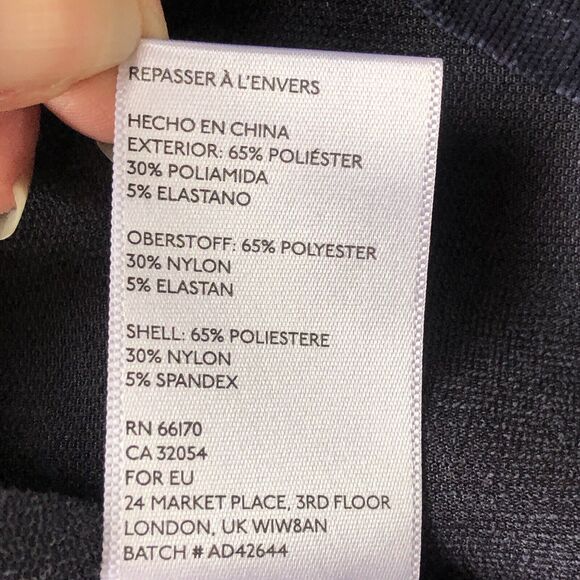 REPASSER À L'ENVERS
HECHO EN CHINA
EXTERIOR: 65% POLIÉSTER
30% POLIAMIDA
5% ELASTANO
OBERSTOFF: 65% POLYESTER
30% NYLON
5% ELASTAN
SHELL: 65% POLIESTERE
30% NYLON
5% SPANDEX
RN 66170
CA 32054
FOR EU
24 MARKET PLACE, 3RD FLOOR
LONDON, UK WIW8AN
BATCH # AD42644